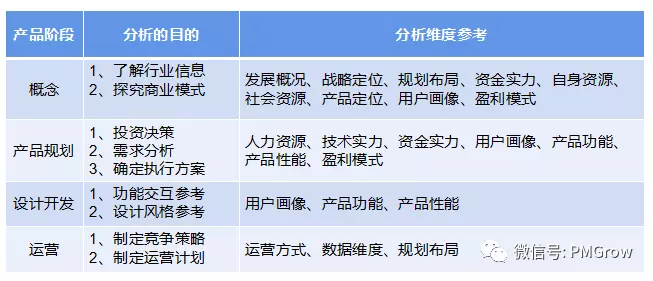 产品阶段 分析的目的 分析维度参考
概念
1、了解行业信息
2、探究商业模式
发展概况、战略定位、规划布局、资金实力、自身资源、
社会资源、产品定位、用户画像、盈利模式
产品规划
1、投资决策
2、需求分析
3、确定执行方案
人力资源、技术实力、资金实力、用户画像、产品功能、
产品性能、盈利模式
设计开发
1、功能交互参考
2、设计风格参考
用户画像、产品功能、产品性能
运营
1、制定竞争策略
2、制定运营计划
运营方式、数据维度、规划布局
微信号: PMGrow